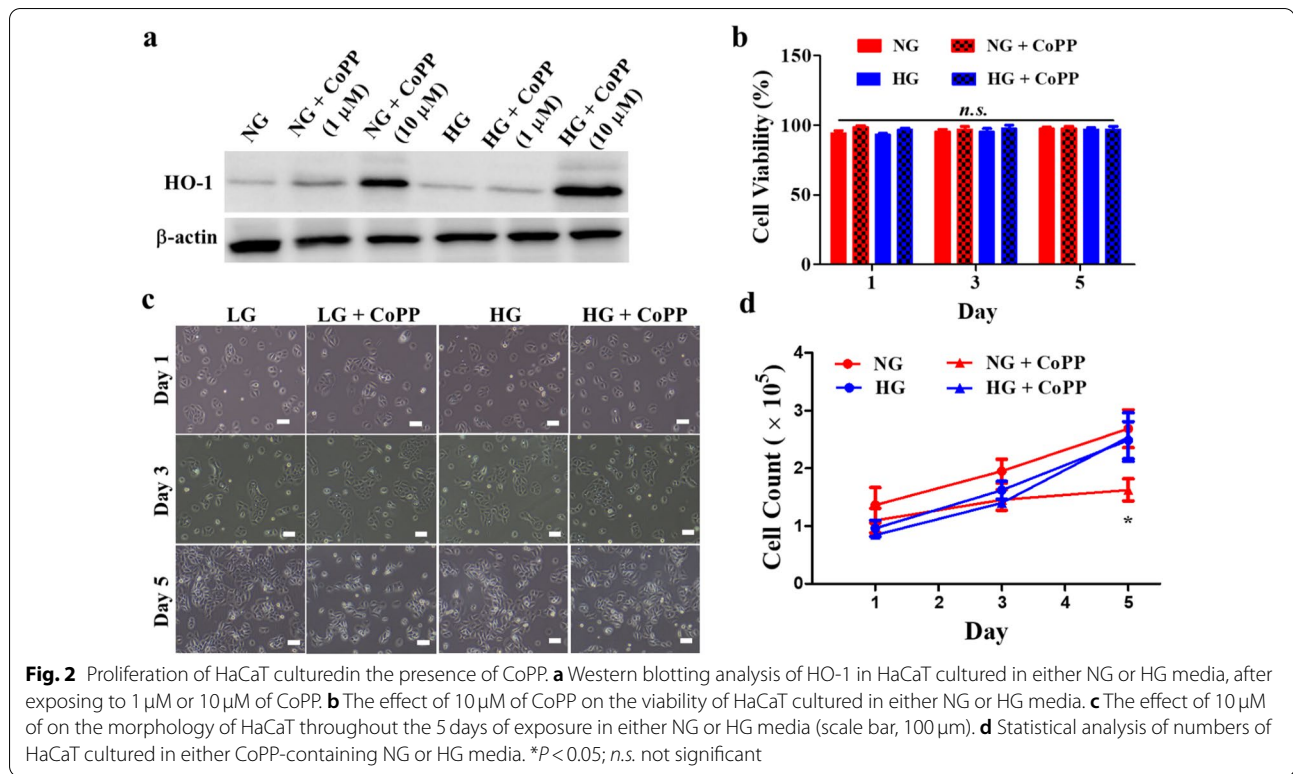 a
NG
NG + CoPP
(1 µM)
NG + CoPP
(10 µM)
HG
HG + CoPP
(1 µM)
HG + CoPP
(10 µM)
HO-1
β-actin
b
NG
NG + CoPP
HG
HG + CoPP
Cell Viability (%)
150
100
50
0
n.s.
1
3
5
Day
c
LG
LG + CoPP
HG
HG + CoPP
Day 1
Day 3
Day 5
d
NG
NG + CoPP
HG
HG + CoPP
Cell Count ( × 10⁵)
4
3
2
1
0
*
1
2
3
4
5
Day
Fig. 2 Proliferation of HaCaT culturedin the presence of CoPP. a Western blotting analysis of HO-1 in HaCaT cultured in either NG or HG media, after
exposing to 1 µM or 10 µM of CoPP. b The effect of 10 µM of CoPP on the viability of HaCaT cultured in either NG or HG media. c The effect of 10 µM
of on the morphology of HaCaT throughout the 5 days of exposure in either NG or HG media (scale bar, 100 µm). d Statistical analysis of numbers of
HaCaT cultured in either CoPP-containing NG or HG media. *P < 0.05; n.s. not significant